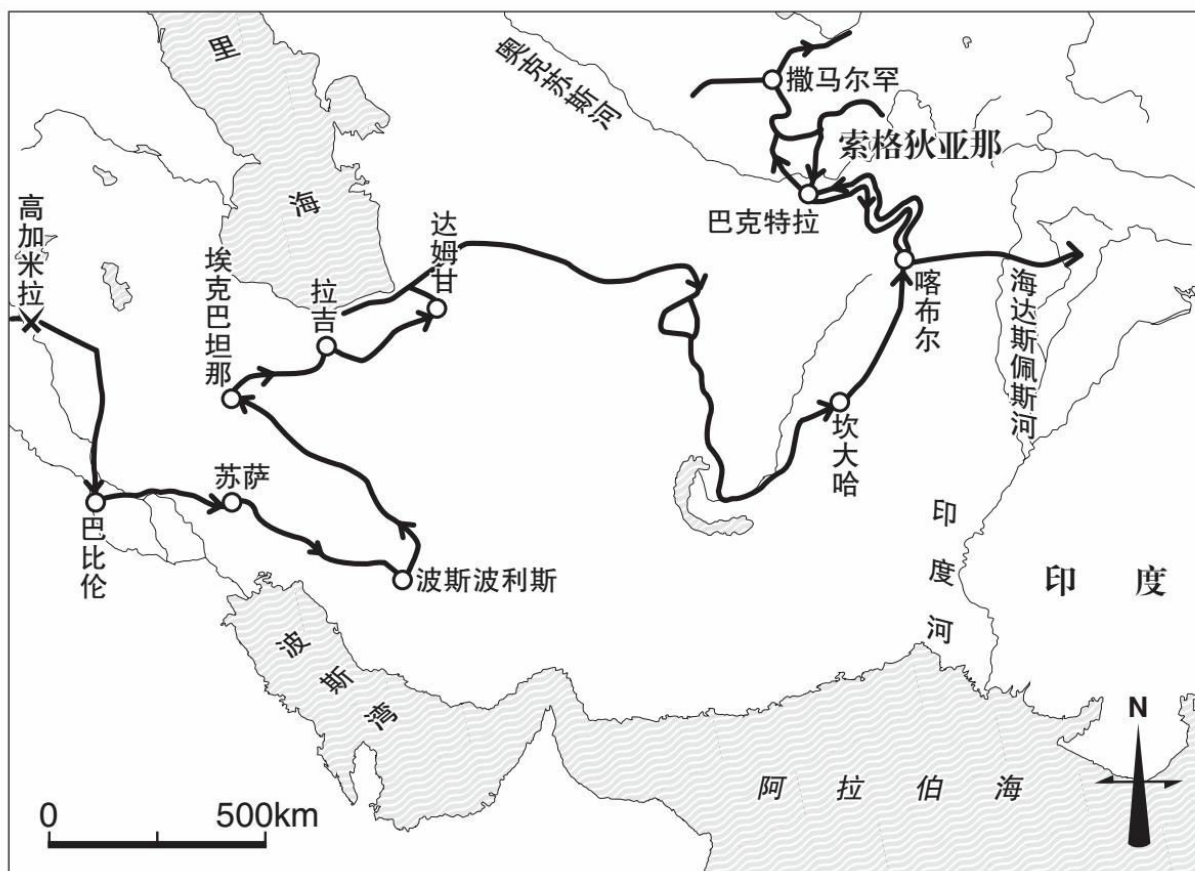 里海
奥克苏斯河
撒马尔罕
索格狄亚那
高加米拉
埃克巴坦那
拉吉
达姆甘
巴克特拉
喀布尔
海达斯佩斯河
坎大哈
苏萨
巴比伦
波斯波利斯
印度河
印度
波斯湾
阿拉伯海
N
0
500km